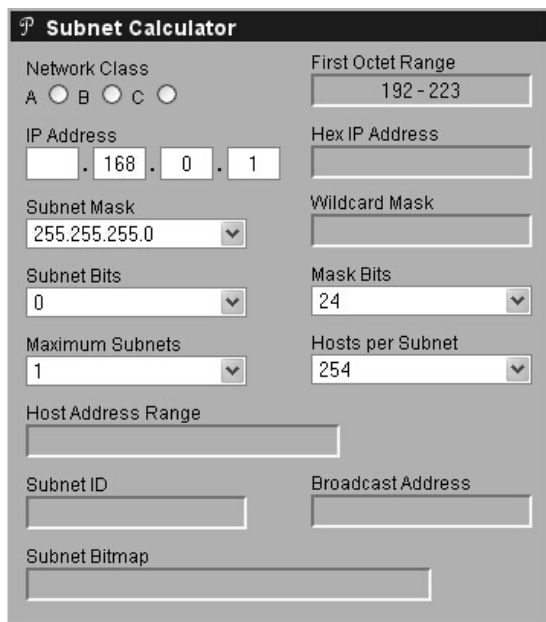 Subnet Calculator
Network Class
A B C
First Octet Range
192 - 223
IP Address
. 168 . 0 . 1
Hex IP Address
Subnet Mask
255.255.255.0
Wildcard Mask
Subnet Bits
0
Mask Bits
24
Maximum Subnets
1
Hosts per Subnet
254
Host Address Range
Subnet ID
Broadcast Address
Subnet Bitmap